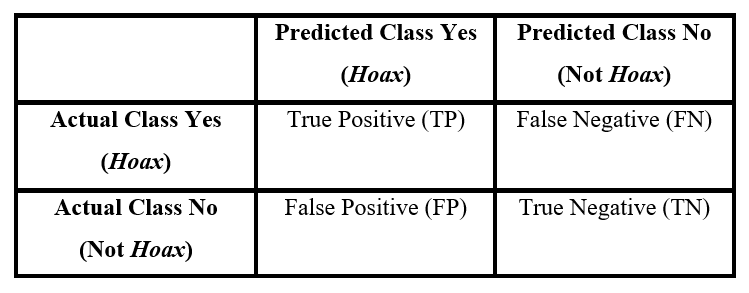 Predicted Class Yes
(Hoax)
Predicted Class No
(Not Hoax)
Actual Class Yes
(Hoax)
True Positive (TP)
False Negative (FN)
Actual Class No
(Not Hoax)
False Positive (FP)
True Negative (TN)